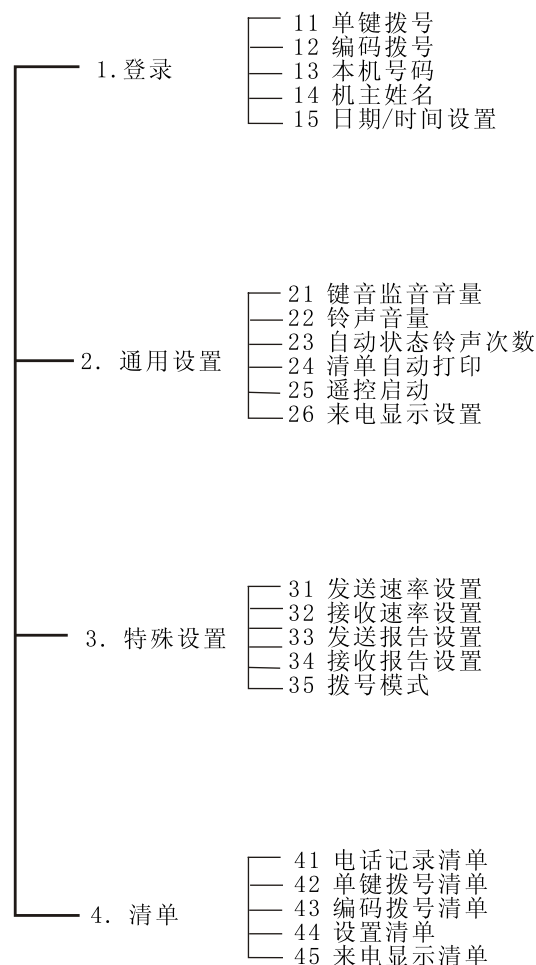 1.登录
11 单键拨号
12 编码拨号
13 本机号码
14 机主姓名
15 日期/时间设置
2. 通用设置
21 键音监音音量
22 铃声音量
23 自动状态铃声次数
24 清单自动打印
25 遥控启动
26 来电显示设置
3. 特殊设置
31 发送速率设置
32 接收速率设置
33 发送报告设置
34 接收报告设置
35 拨号模式
4. 清单
41 电话记录清单
42 单键拨号清单
43 编码拨号清单
44 设置清单
45 来电显示清单